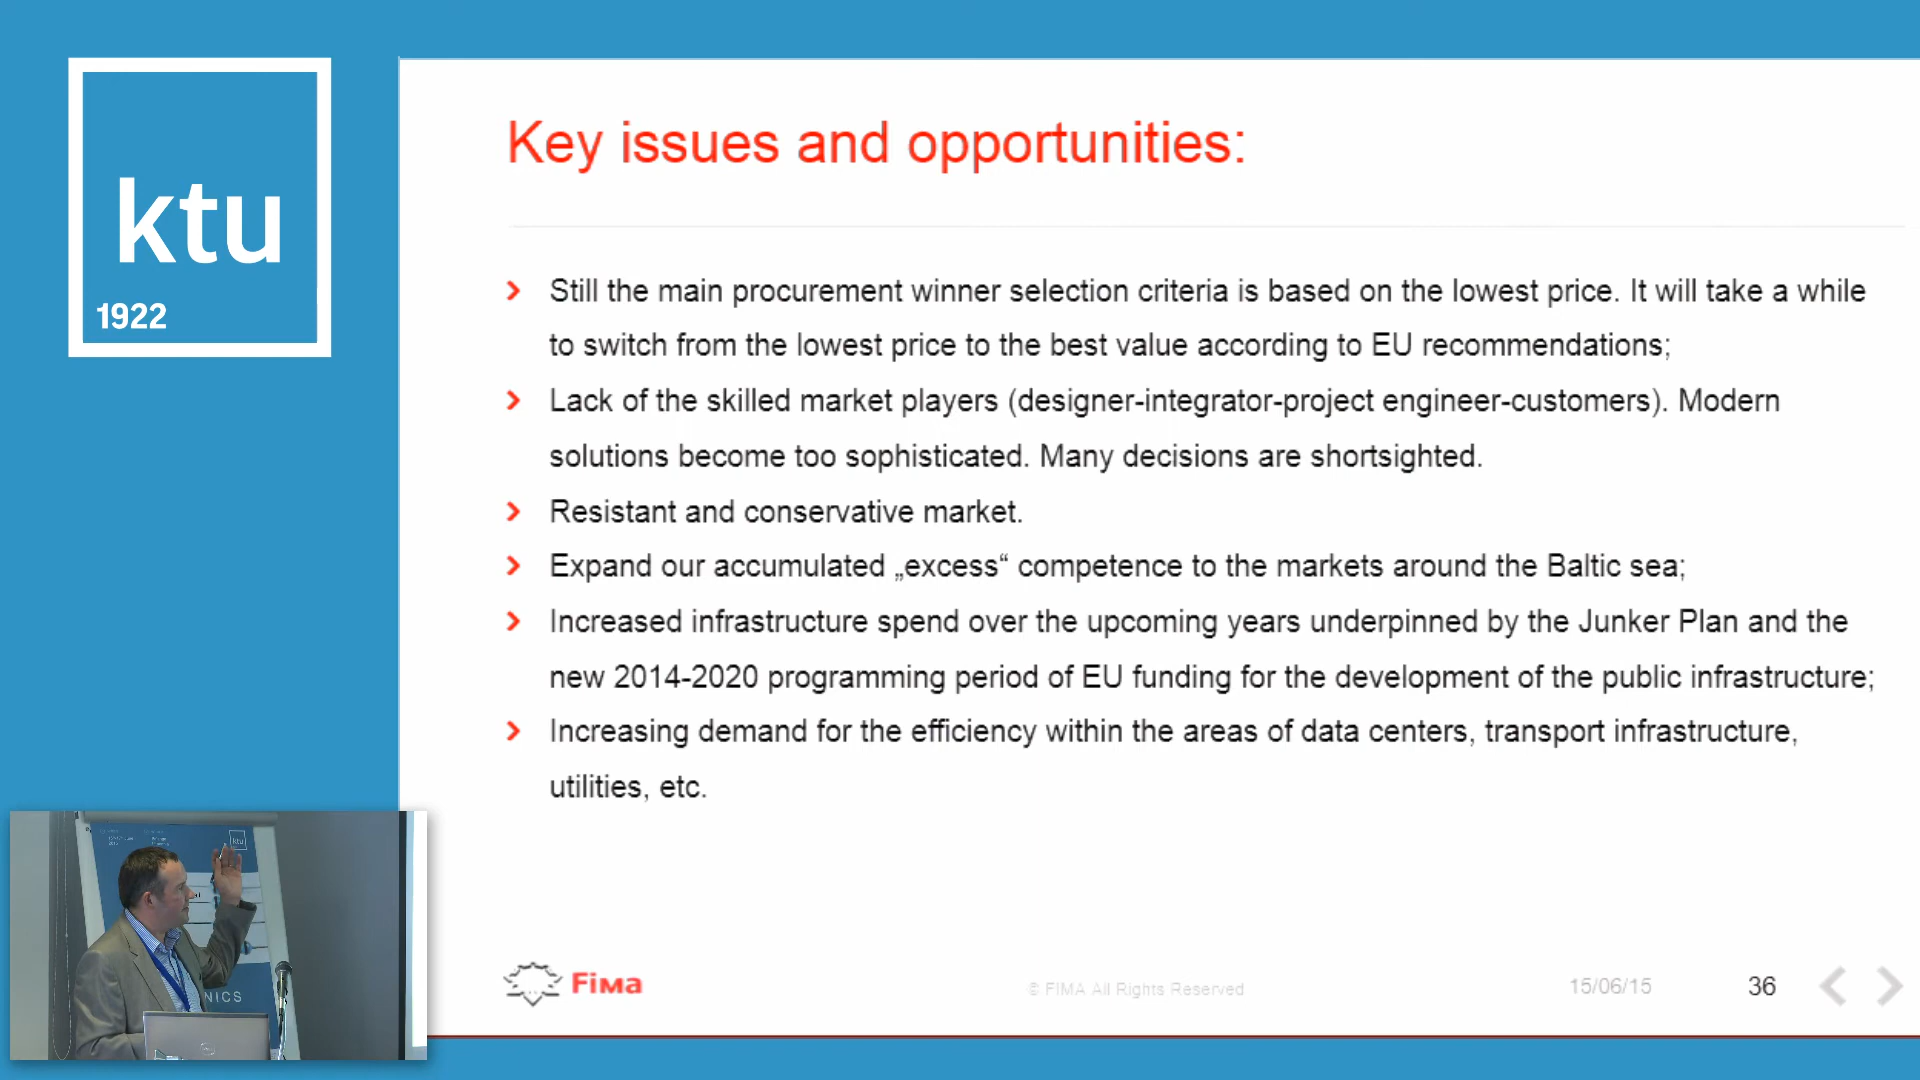 ktu
1922
Key issues and opportunities:
Still the main procurement winner selection criteria is based on the lowest price. It will take a while
to switch from the lowest price to the best value according to EU recommendations;
Lack of the skilled market players (designer-integrator-project engineer-customers). Modern
solutions become too sophisticated. Many decisions are shortsighted.
Resistant and conservative market.
Expand our accumulated „excess“ competence to the markets around the Baltic sea;
Increased infrastructure spend over the upcoming years underpinned by the Junker Plan and the
new 2014-2020 programming period of EU funding for the development of the public infrastructure;
Increasing demand for the efficiency within the areas of data centers, transport infrastructure,
utilities, etc.
ktu
NICS
FIMA
© FIMA All Rights Reserved
15/06/15
36